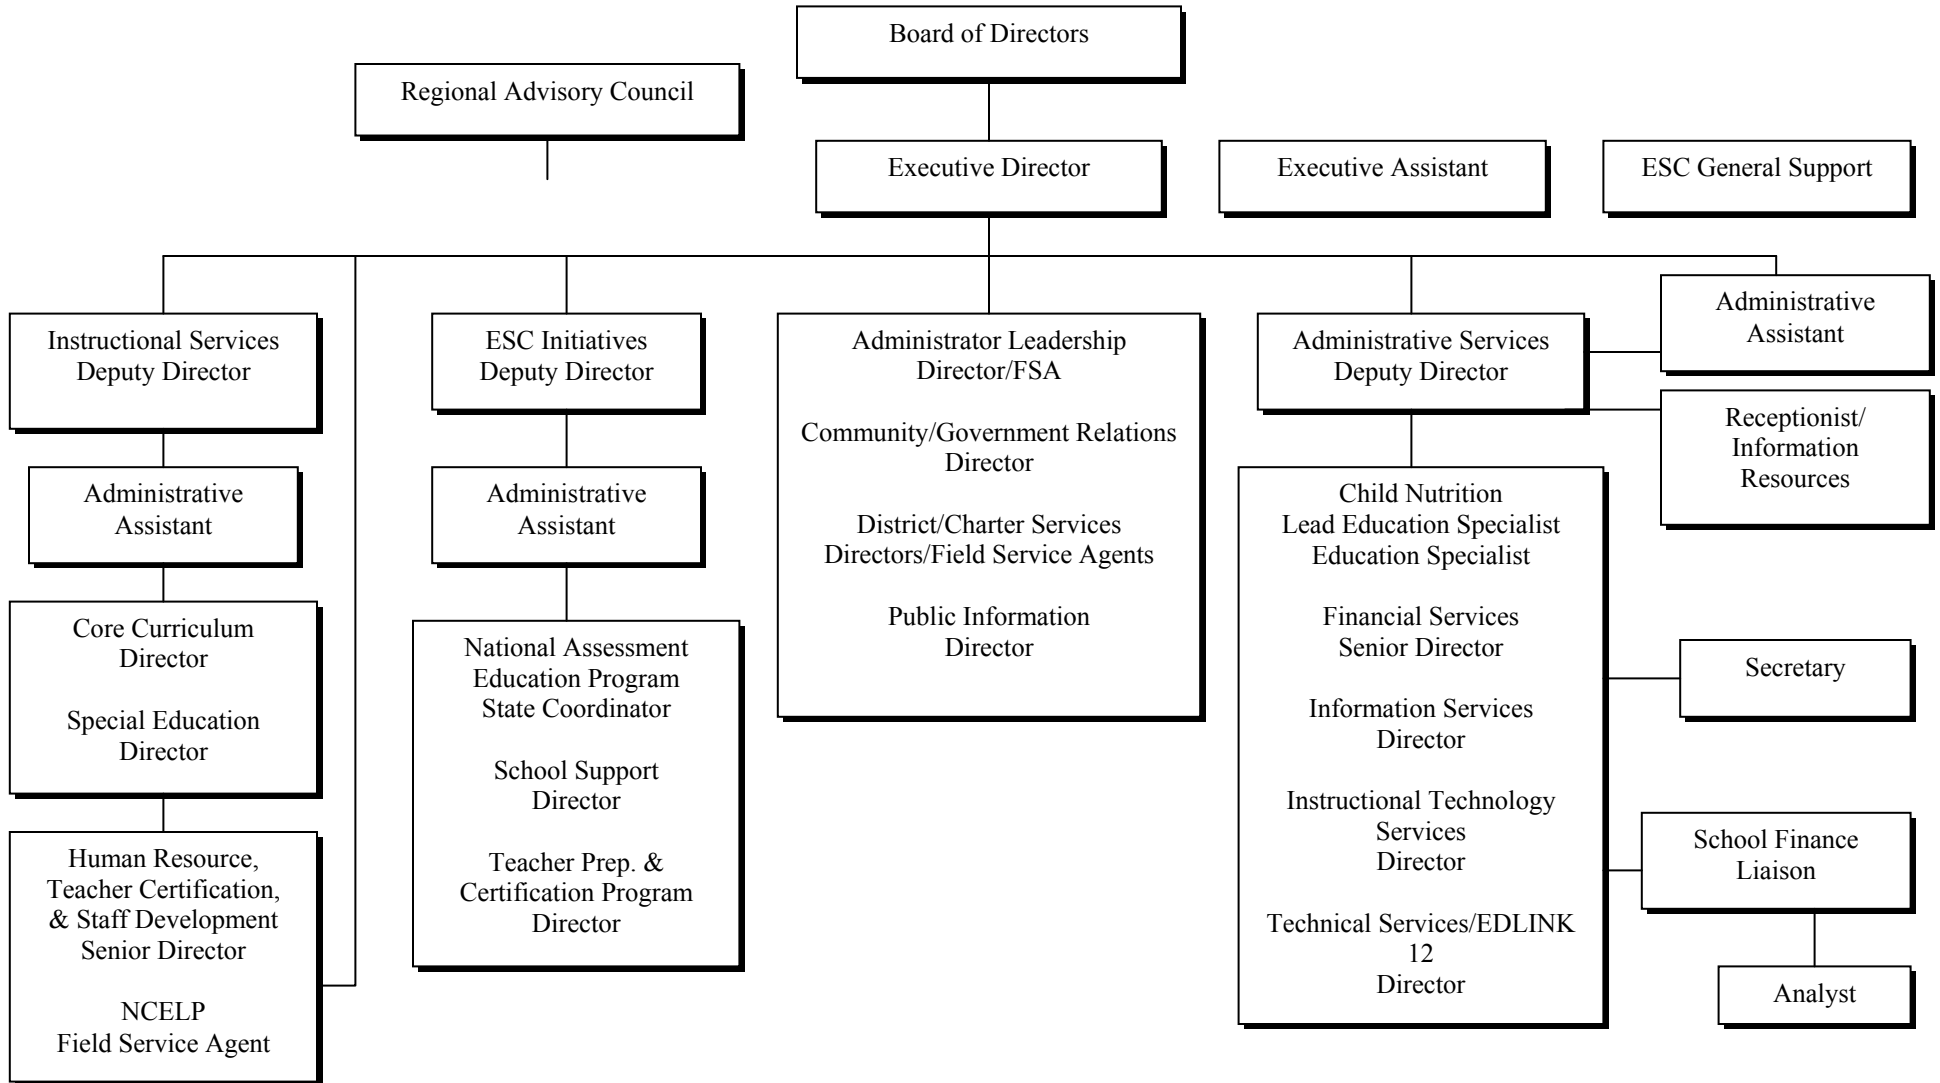 Board of Directors
Regional Advisory Council
Executive Director
Executive Assistant
ESC General Support
Instructional Services
Deputy Director
ESC Initiatives
Deputy Director
Administrator Leadership
Director/FSA
Community/Government Relations
Director
District/Charter Services
Directors/Field Service Agents
Public Information
Director
Administrative Services
Deputy Director
Administrative
Assistant
Receptionist/
Information
Resources
Administrative
Assistant
Administrative
Assistant
Child Nutrition
Lead Education Specialist
Education Specialist
Financial Services
Senior Director
Information Services
Director
Instructional Technology
Services
Director
Technical Services/EDLINK
12
Director
Core Curriculum
Director
Special Education
Director
National Assessment
Education Program
State Coordinator
School Support
Director
Teacher Prep. &
Certification Program
Director
Secretary
School Finance
Liaison
Analyst
Human Resource,
Teacher Certification,
& Staff Development
Senior Director
NCELP
Field Service Agent